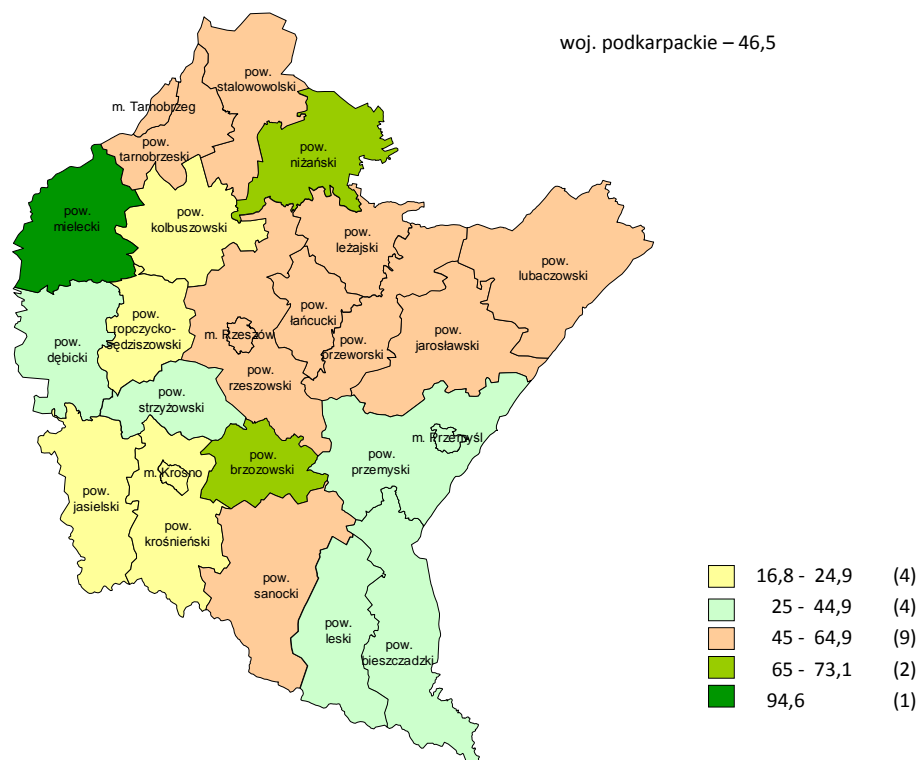 woj. podkarpackie – 46,5
pow.
stalowowolski
m. Tarnobrzeg
pow.
tarnobrzeski
pow.
niżański
pow.
mielecki
pow.
kolbuszowski
pow.
leżajski
pow.
lubaczowski
pow.
ropczycko-
sędziszowski
m. Rzeszów
pow.
łańcucki
pow.
przeworski
pow.
jarosławski
pow.
dębicki
pow.
rzeszowski
pow.
strzyżowski
m. Przemyśl
pow.
przemyski
pow.
brzozowski
m. Krosno
pow.
jasielski
pow.
krośnieński
pow.
sanocki
pow.
leski
pow.
bieszczadzki
16,8 - 24,9 (4)
25 - 44,9 (4)
45 - 64,9 (9)
65 - 73,1 (2)
94,6 (1)